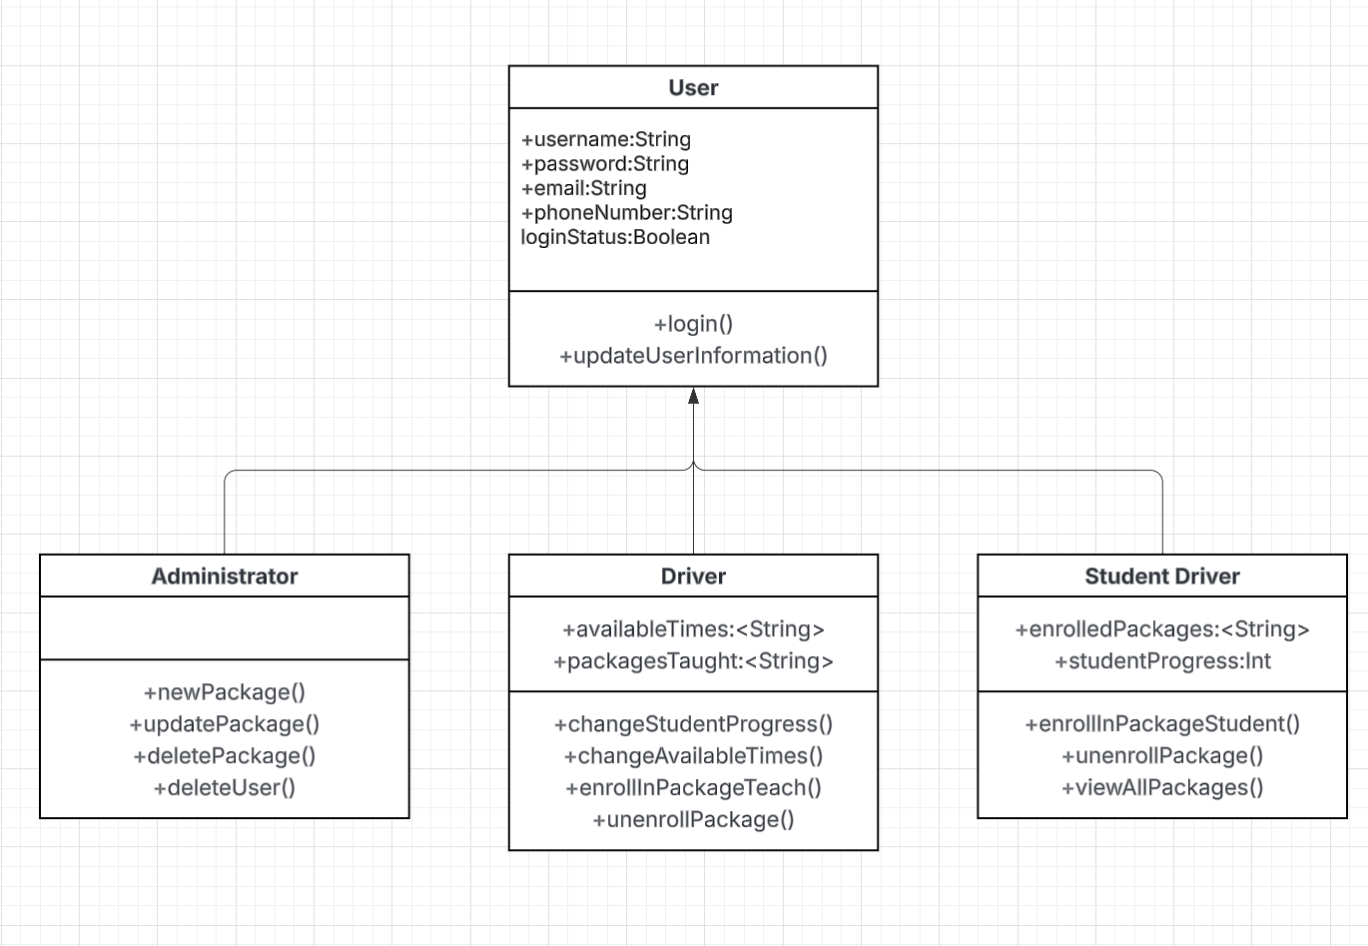 User
+username:String
+password:String
+email:String
+phoneNumber:String
loginStatus:Boolean
+login()
+updateUserInformation()
Administrator
+newPackage()
+updatePackage()
+deletePackage()
+deleteUser()
Driver
+availableTimes:<String>
+packagesTaught:<String>
+changeStudentProgress()
+changeAvailableTimes()
+enrollInPackageTeach()
+unenrollPackage()
Student Driver
+enrolledPackages:<String>
+studentProgress:Int
+enrollInPackageStudent()
+unenrollPackage()
+viewAllPackages()